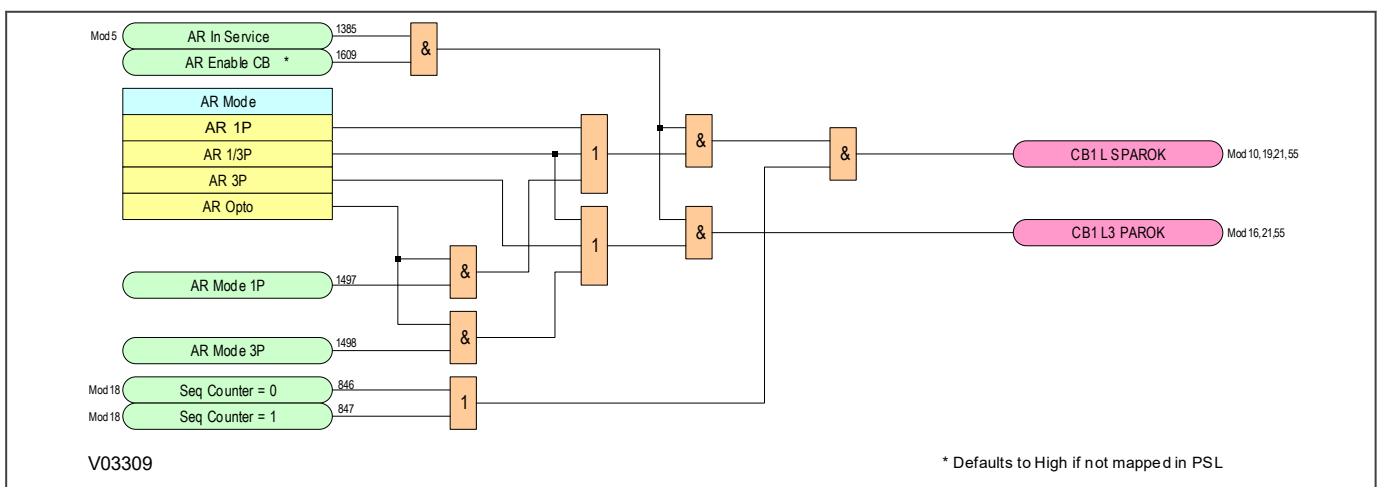 Mod 5 AR In Service 1385
AR Enable CB * 1609
&
AR Mode
AR 1P
AR 1/3P
AR 3P
AR Opto
1
&
&
CB1 L SPAROK Mod 10,19,21,55
1
&
CB1 L3 PAROK Mod 16,21,55
AR Mode 1P 1497
&
AR Mode 3P 1498
&
Mod 18 Seq Counter = 0 846
Mod 18 Seq Counter = 1 847
1
V03309
* Defaults to High if not mapped in PSL